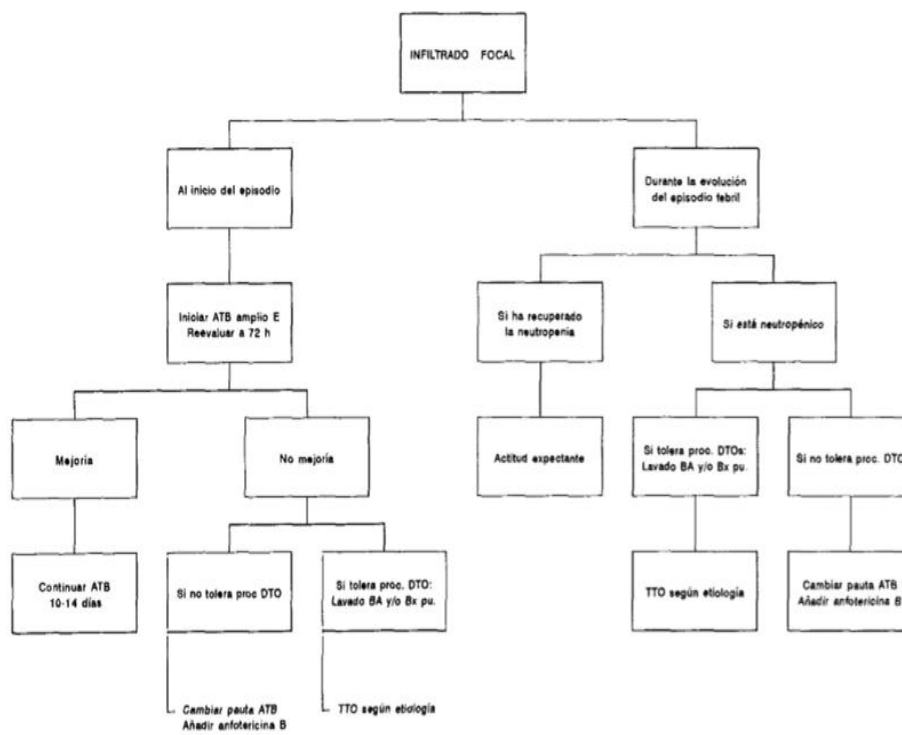 INFILTRADO FOCAL
Al inicio del episodio
Durante la evolución
del episodio febril
Iniciar ATB amplio E
Reevaluar a 72 h
Si ha recuperado
la neutropenia
Si está neutropénico
Mejoría
No mejoría
Actitud expectante
Si tolera proc. DTOs:
Lavado BA y/o Bx pu.
Si no tolera proc. DTO
Continuar ATB
10-14 días
Si no tolera proc DTO
Si tolera proc. DTO:
Lavado BA y/o Bx pu.
TTO según etiología
Cambiar pauta ATB
Añadir anfotericina B
Cambiar pauta ATB
Añadir anfotericina B
TTO según etiología